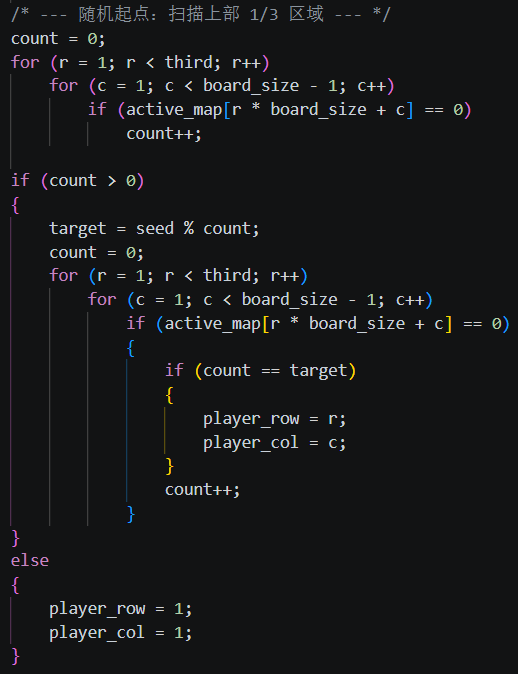 /* --- 随机起点：扫描上部 1/3 区域 --- */
count = 0;
for (r = 1; r < third; r++)
    for (c = 1; c < board_size - 1; c++)
        if (active_map[r * board_size + c] == 0)
            count++;

if (count > 0)
{
    target = seed % count;
    count = 0;
    for (r = 1; r < third; r++)
        for (c = 1; c < board_size - 1; c++)
            if (active_map[r * board_size + c] == 0)
            {
                if (count == target)
                {
                    player_row = r;
                    player_col = c;
                }
                count++;
            }
}
else
{
    player_row = 1;
    player_col = 1;
}